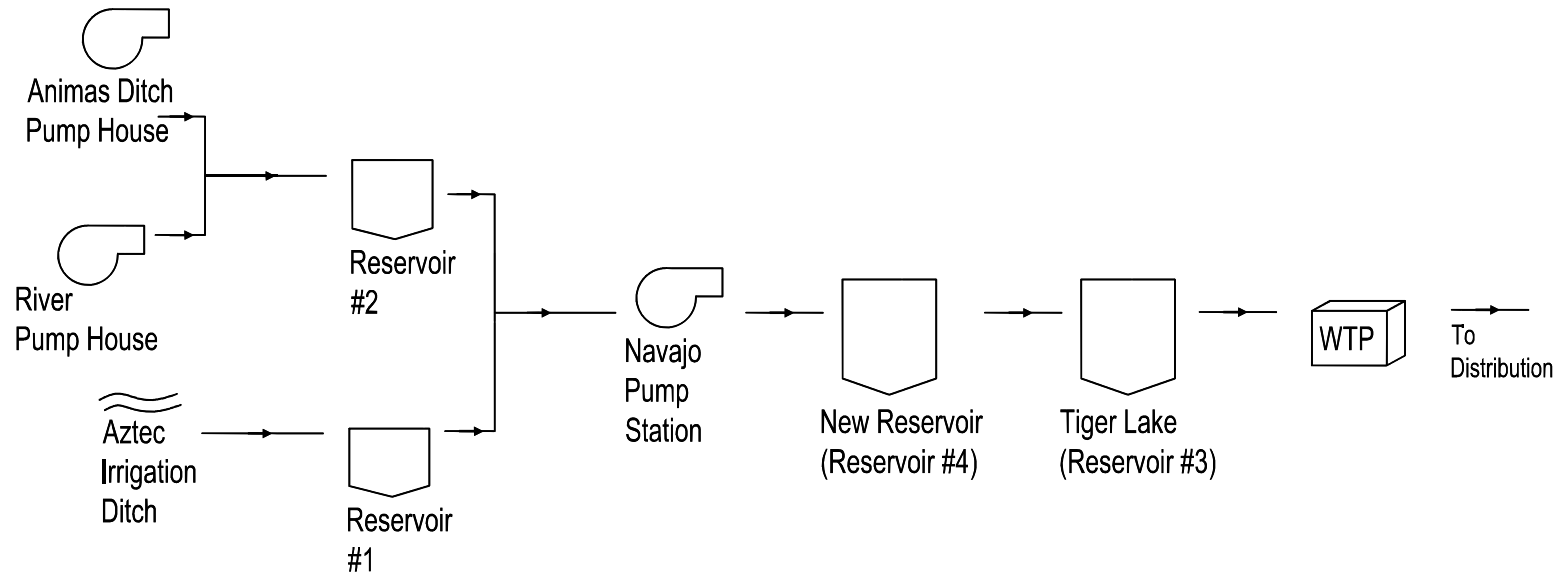 Animas Ditch
Pump House
River
Pump House
Reservoir
#2
Aztec
Irrigation
Ditch
Reservoir
#1
Navajo
Pump
Station
New Reservoir
(Reservoir #4)
Tiger Lake
(Reservoir #3)
WTP
To
Distribution